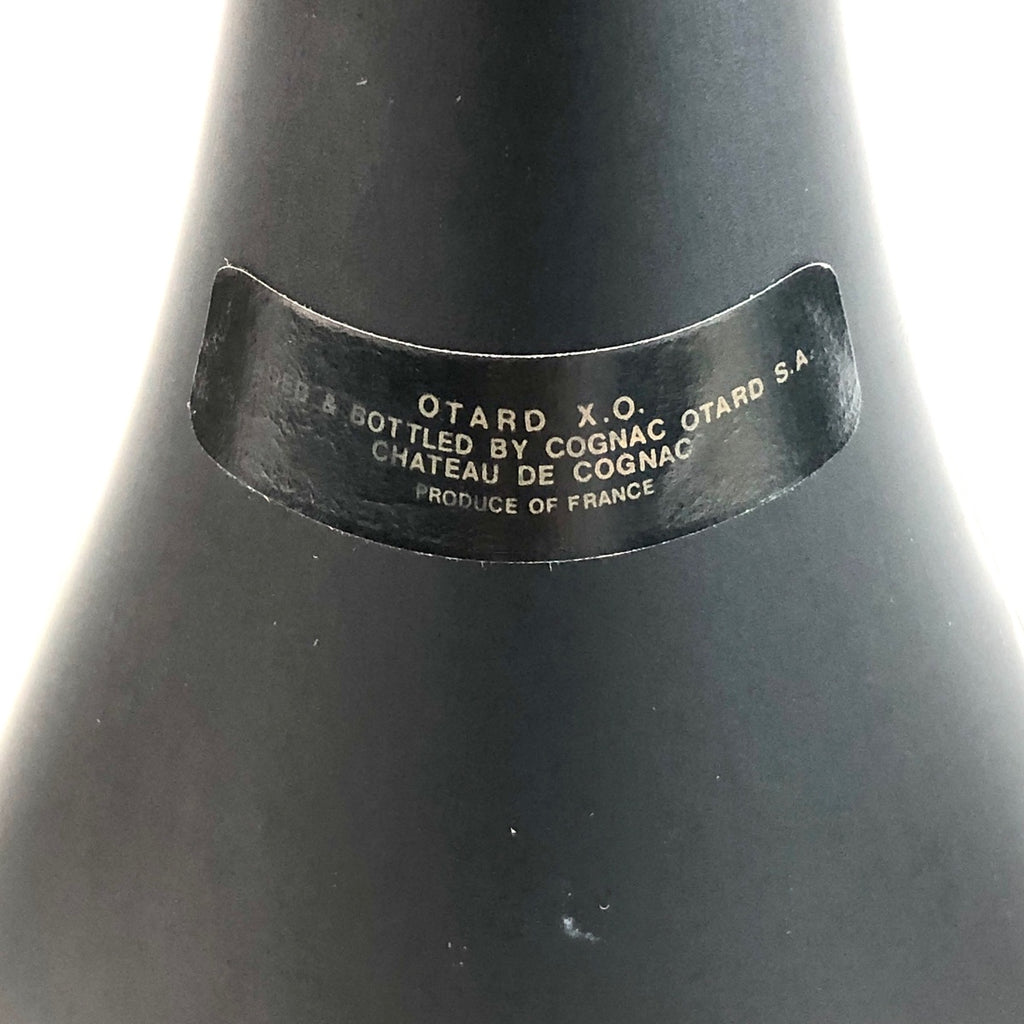 OTARD X.O.
& BOTTLED BY COGNAC OTARD S.A.
CHATEAU DE COGNAC
PRODUCE OF FRANCE